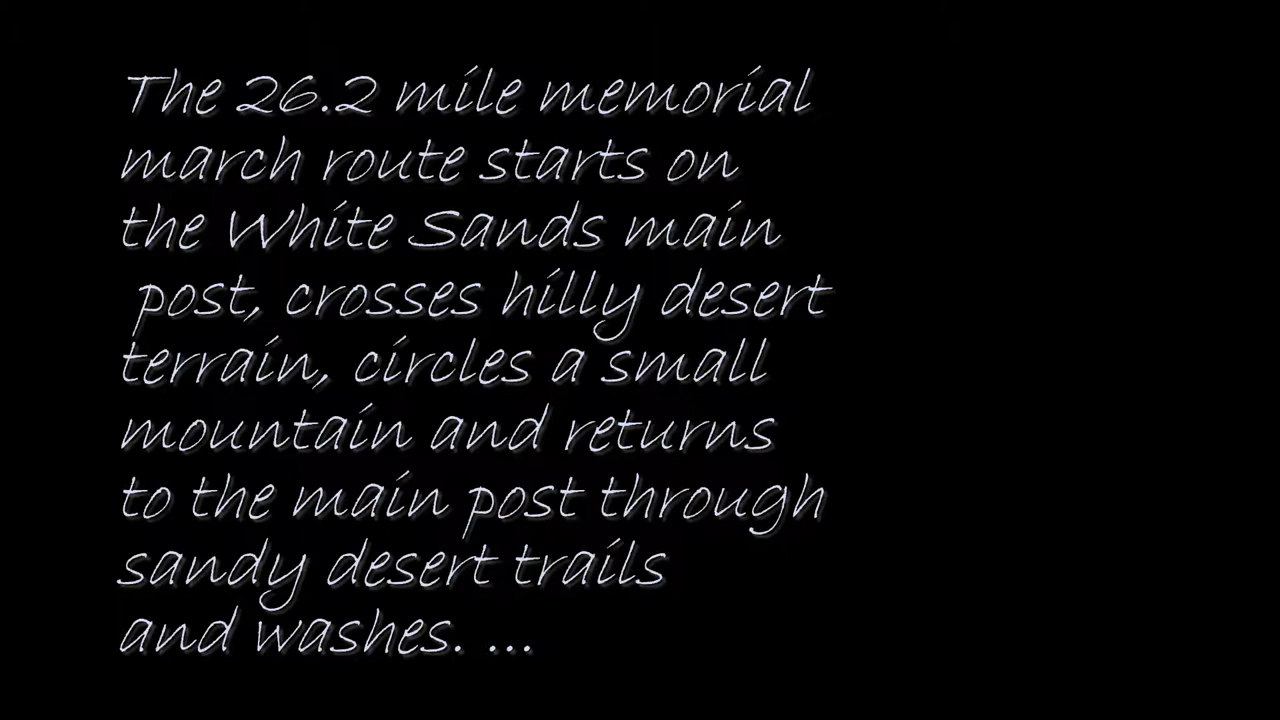 The 26.2 mile memorial
march route starts on
the White Sands main
post, crosses hilly desert
terrain, circles a small
mountain and returns
to the main post through
sandy desert trails
and washes. ...